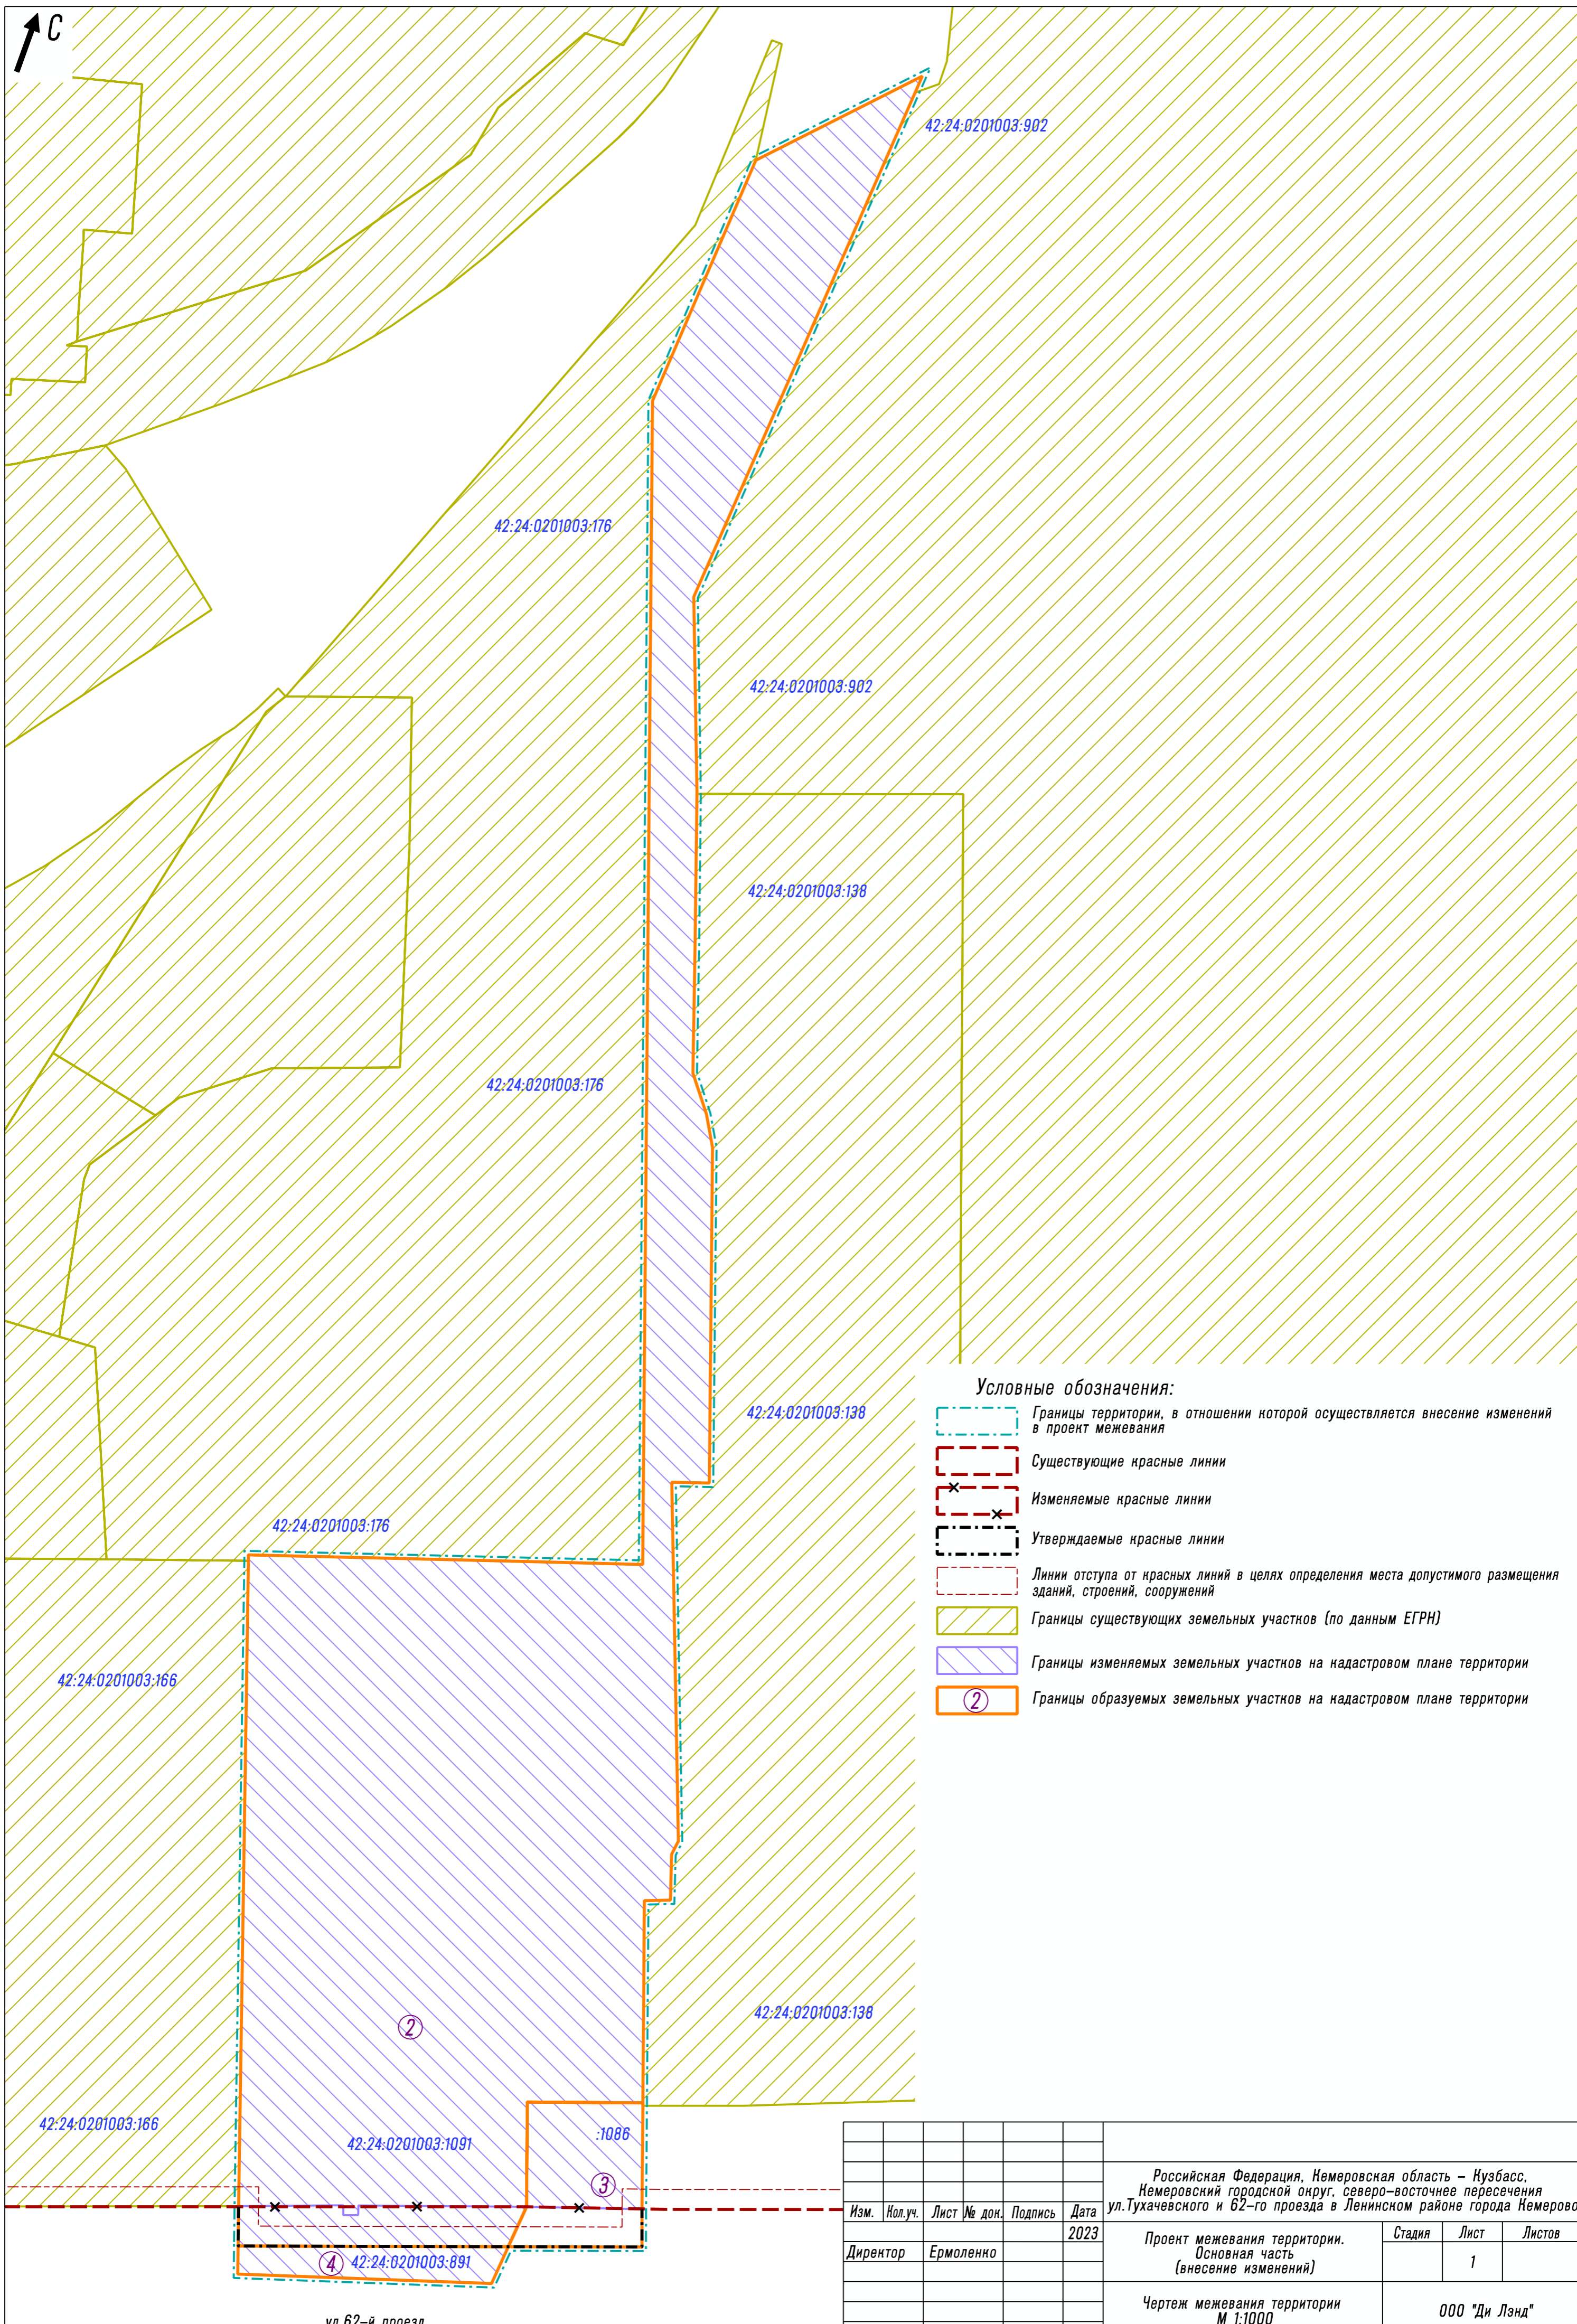 С
42:24:0201003:902
42:24:0201003:176
42:24:0201003:902
42:24:0201003:138
42:24:0201003:176
42:24:0201003:138
42:24:0201003:176
42:24:0201003:166
42:24:0201003:138
42:24:0201003:166
42:24:0201003:1091
:1086
42:24:0201003:891
2
3
4
ул.62-й проезд
Условные обозначения:
Границы территории, в отношении которой осуществляется внесение изменений
в проект межевания
Существующие красные линии
Изменяемые красные линии
Утверждаемые красные линии
Линии отступа от красных линий в целях определения места допустимого размещения
зданий, строений, сооружений
Границы существующих земельных участков (по данным ЕГРН)
Границы изменяемых земельных участков на кадастровом плане территории
2
Границы образуемых земельных участков на кадастровом плане территории
Российская Федерация, Кемеровская область – Кузбасс,
Кемеровский городской округ, северо-восточнее пересечения
ул.Тухачевского и 62-го проезда в Ленинском районе города Кемерово
Изм. Кол.уч. Лист № док. Подпись Дата
2023
Директор Ермоленко
Проект межевания территории.
Основная часть
(внесение изменений)
Стадия Лист Листов
1
Чертеж межевания территории
М 1:1000
ООО "Ди Лэнд"